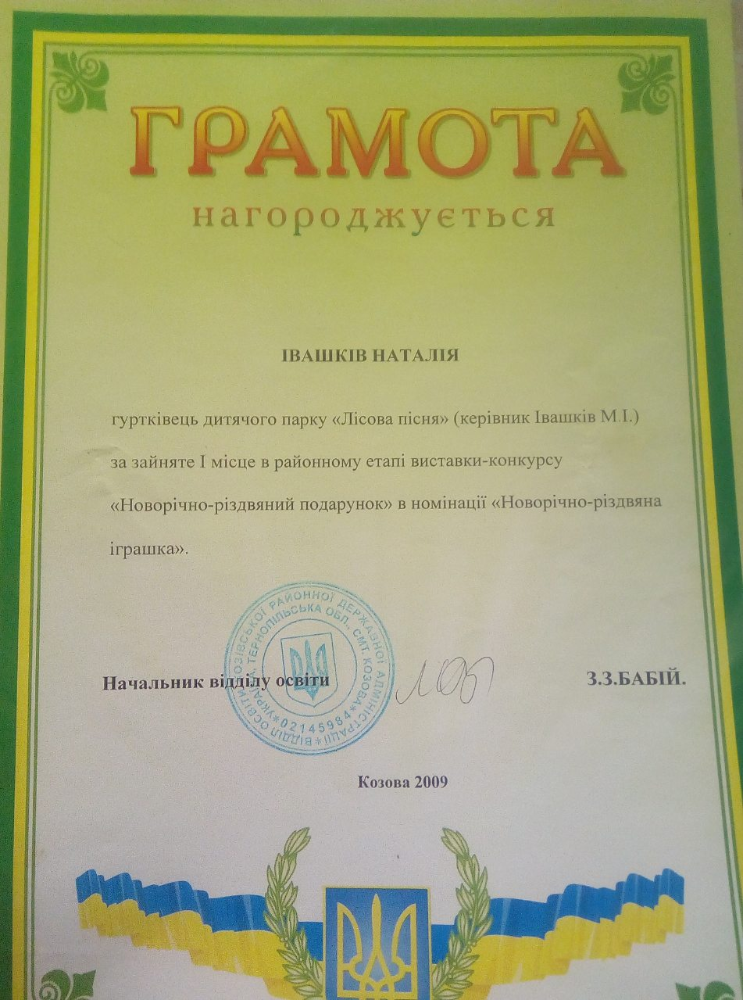 ГРАМОТА
нагороджується
ІВАШКІВ НАТАЛІЯ
гуртківець дитячого парку «Лісова пісня» (керівник Івашків М.І.)
за зайняте І місце в районному етапі виставки-конкурсу
«Новорічно-різдвяний подарунок» в номінації «Новорічно-різдвяна
іграшка».
ВІДДІЛ ОСВІТИ КОЗІВСЬКОЇ РАЙОННОЇ ДЕРЖАВНОЇ АДМІНІСТРАЦІЇ
УКРАЇНА, ТЕРНОПІЛЬСЬКА ОБЛ., СМТ. КОЗОВА
02145984
Начальник відділу освіти З.З.БАБІЙ.
Козова 2009